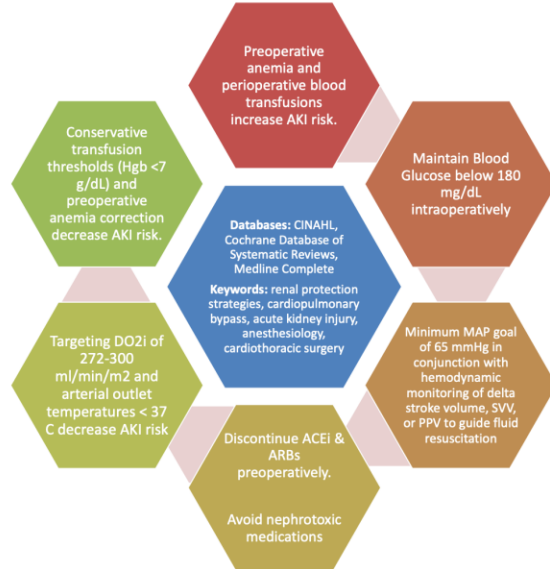 Preoperative
anemia and
perioperative blood
transfusions
increase AKI risk.
Maintain Blood
Glucose below 180
mg/dL
intraoperatively
Minimum MAP goal
of 65 mmHg in
conjunction with
hemodynamic
monitoring of delta
stroke volume, SVV,
or PPV to guide fluid
resuscitation
Discontinue ACEi &
ARBs
preoperatively.
Avoid nephrotoxic
medications
Targeting DO2i of
272-300
ml/min/m2 and
arterial outlet
temperatures < 37
C decrease AKI risk
Conservative
transfusion
thresholds (Hgb <7
g/dL) and
preoperative
anemia correction
decrease AKI risk.
Databases: CINAHL,
Cochrane Database of
Systematic Reviews,
Medline Complete
Keywords: renal protection
strategies, cardiopulmonary
bypass, acute kidney injury,
anesthesiology,
cardiothoracic surgery